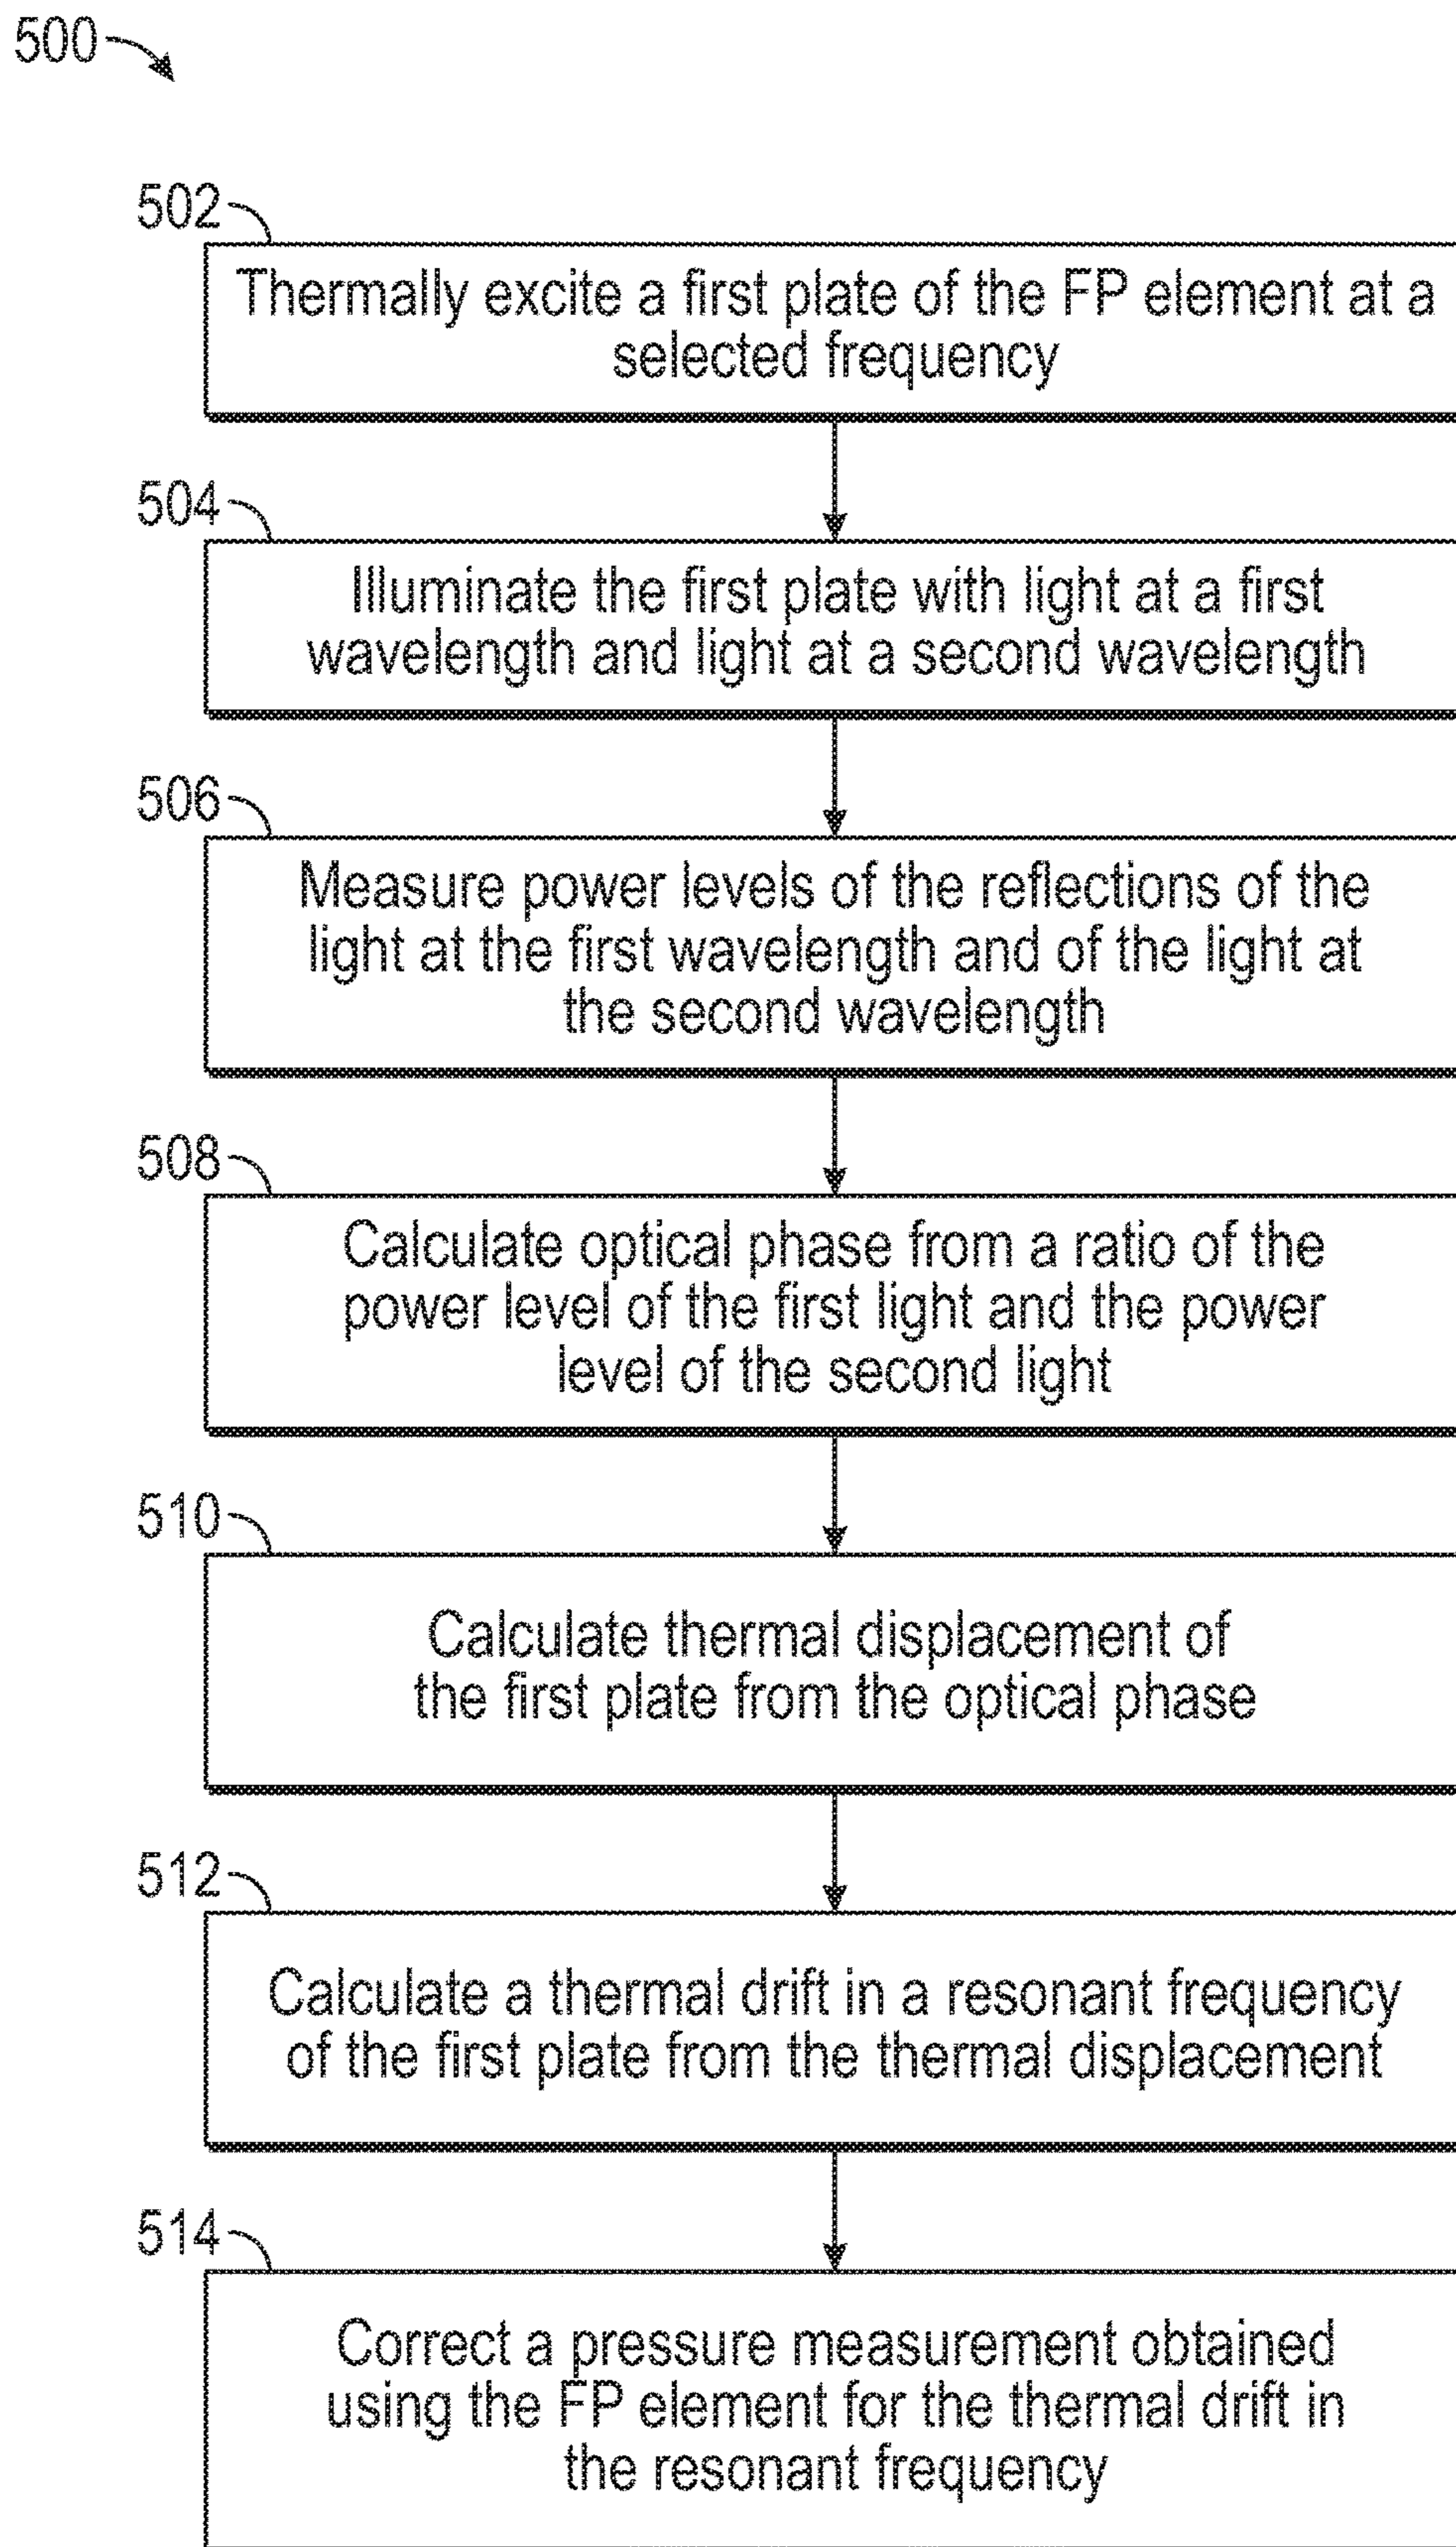 500
502
Thermally excite a first plate of the FP element at a
selected frequency
504
Illuminate the first plate with light at a first
wavelength and light at a second wavelength
506
Measure power levels of the reflections of the
light at the first wavelength and of the light at
the second wavelength
508
Calculate optical phase from a ratio of the
power level of the first light and the power
level of the second light
510
Calculate thermal displacement of
the first plate from the optical phase
512
Calculate a thermal drift in a resonant frequency
of the first plate from the thermal displacement
514
Correct a pressure measurement obtained
using the FP element for the thermal drift in
the resonant frequency